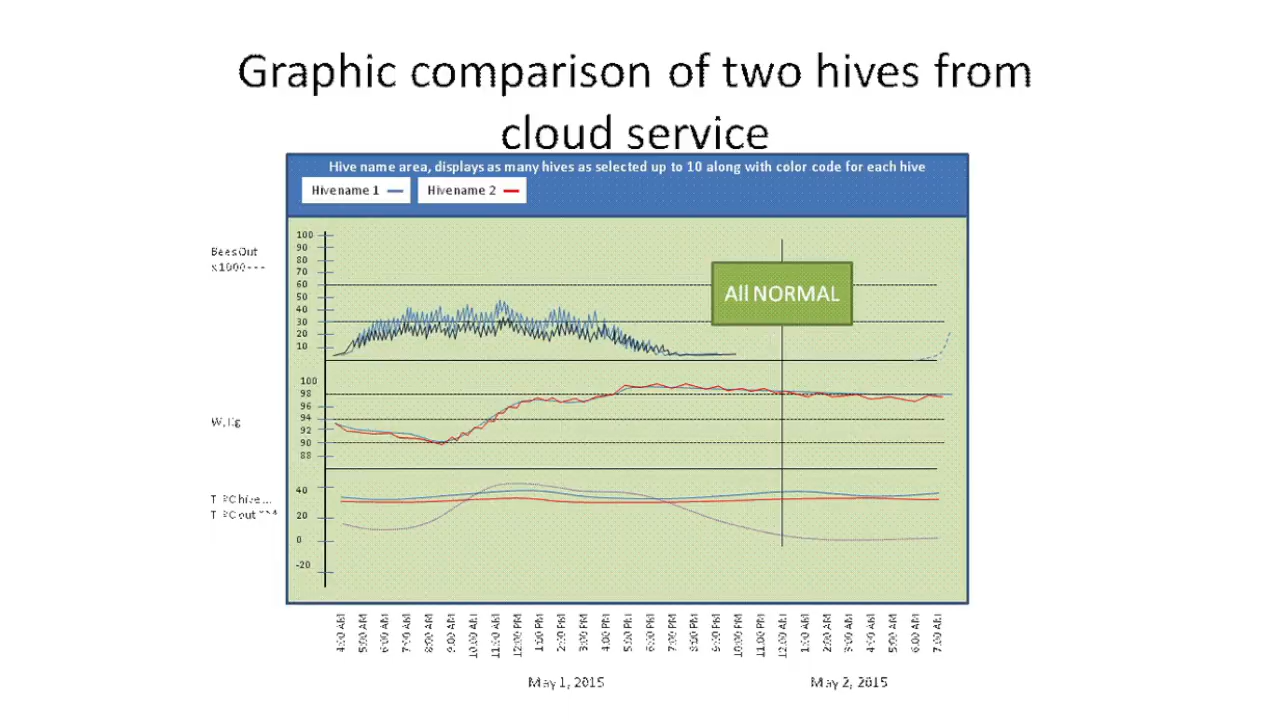 Graphic comparison of two hives from
cloud service
Hive name area, displays as many hives as selected up to 10 along with color code for each hive
Hivename 1
Hivename 2
100
90
80
70
60
50
40
30
20
10
Bees Out
x1000---
All NORMAL
100
98
96
94
92
90
88
40
20
0
-20
4:00 AM
5:00 AM
6:00 AM
7:00 AM
8:00 AM
9:00 AM
10:00 AM
11:00 AM
12:00 PM
1:00 PM
2:00 PM
3:00 PM
4:00 PM
5:00 PM
6:00 PM
7:00 PM
8:00 PM
9:00 PM
10:00 PM
11:00 PM
12:00 AM
1:00 AM
2:00 AM
3:00 AM
4:00 AM
5:00 AM
6:00 AM
7:00 AM
May 1, 2015
May 2, 2015